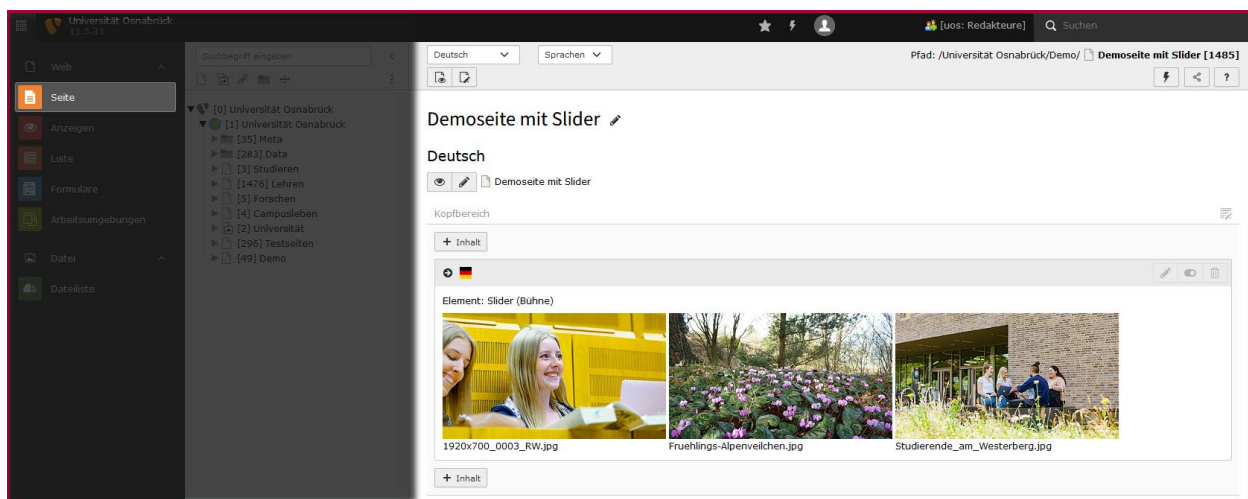 Universität Osnabrück
11.5.31
[uos: Redakteure]
Suchen
Web
Seite
Anzeigen
Liste
Formulare
Arbeitsumgebungen
Datei
Dateiliste
Suchbegriff eingeben
[0] Universität Osnabrück
[1] Universität Osnabrück
[35] Meta
[283] Data
[3] Studieren
[1476] Lehren
[5] Forschen
[4] Campusleben
[2] Universität
[296] Testseiten
[49] Demo
Deutsch
Sprachen
Pfad: /Universität Osnabrück/Demo/ Demoseite mit Slider [1485]
?
Demoseite mit Slider
Deutsch
Demoseite mit Slider
Kopfbereich
+ Inhalt
Element: Slider (Bühne)
1920x700_0003_RW.jpg
Fruehlings-Alpenveilchen.jpg
Studierende_am_Westerberg.jpg
+ Inhalt